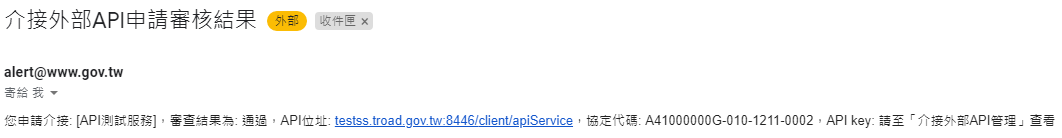 介接外部API申請審核結果 外部 收件匣 ×
alert@www.gov.tw
寄給 我
您申請介接: [API測試服務]，審查結果為: 通過，API位址: testss.troad.gov.tw:8446/client/apiService，協定代碼: A41000000G-010-1211-0002，API key: 請至「介接外部API管理」查看